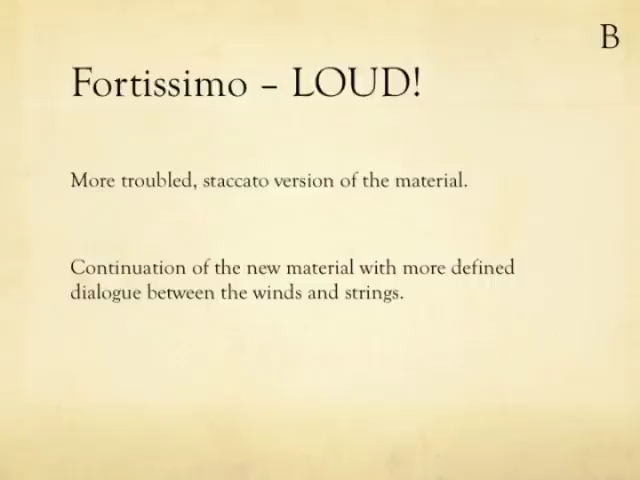 B
Fortissimo – LOUD!
More troubled, staccato version of the material.
Continuation of the new material with more defined
dialogue between the winds and strings.